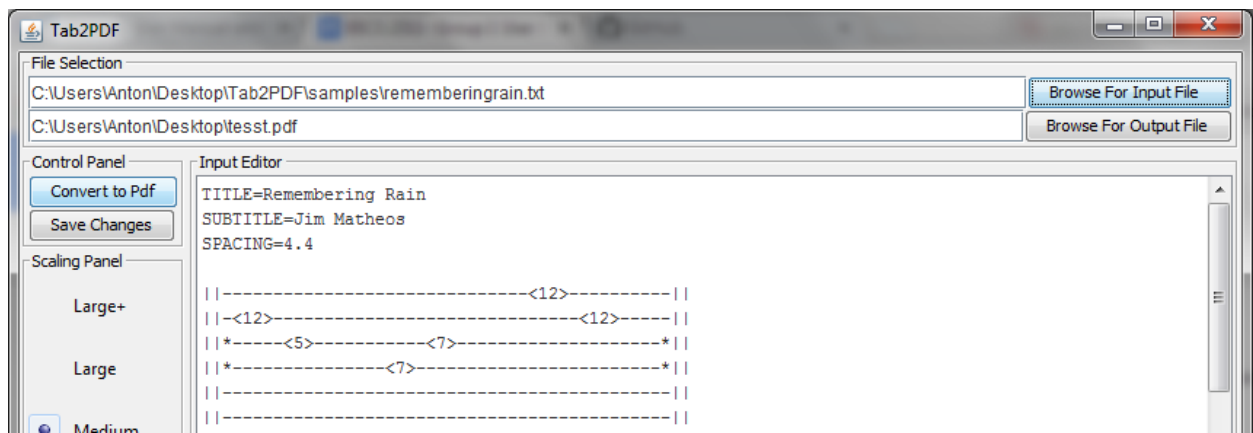 Tab2PDF
File Selection
C:\Users\Anton\Desktop\Tab2PDF\samples\rememberingrain.txt
Browse For Input File
C:\Users\Anton\Desktop\tesst.pdf
Browse For Output File
Control Panel
Convert to Pdf
Save Changes
Scaling Panel
Large+
Large
Medium
Input Editor
TITLE=Remembering Rain
SUBTITLE=Jim Matheos
SPACING=4.4
||------------------------------<12>----------||
||-<12>------------------------------<12>-----||
||*-----<5>-----------<7>--------------------*||
||*---------------<7>------------------------*||
||--------------------------------------------||
||--------------------------------------------||